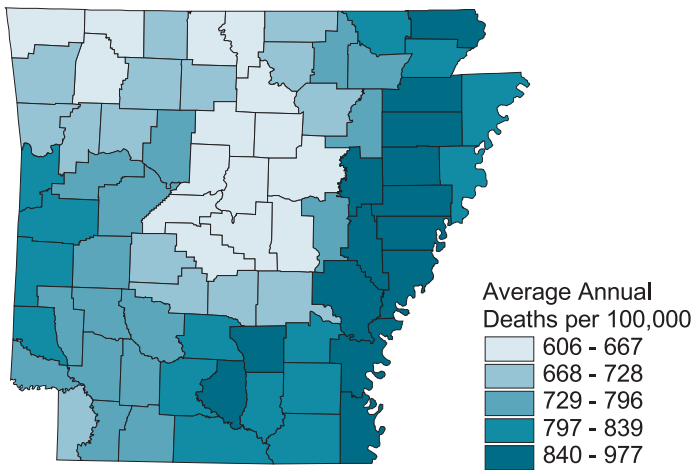 Average Annual
Deaths per 100,000
606 - 667
668 - 728
729 - 796
797 - 839
840 - 977